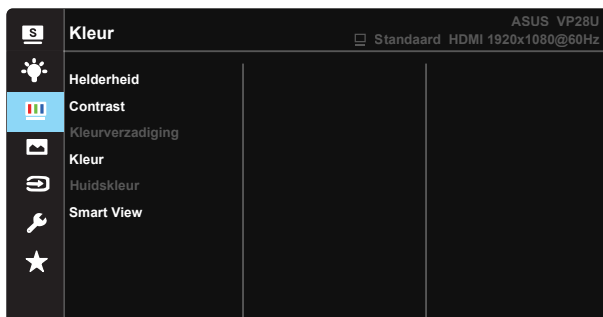 S
Kleur
ASUS VP28U
Standaard HDMI 1920x1080@60Hz
Helderheid
Contrast
Kleurverzadiging
Kleur
Huidskleur
Smart View